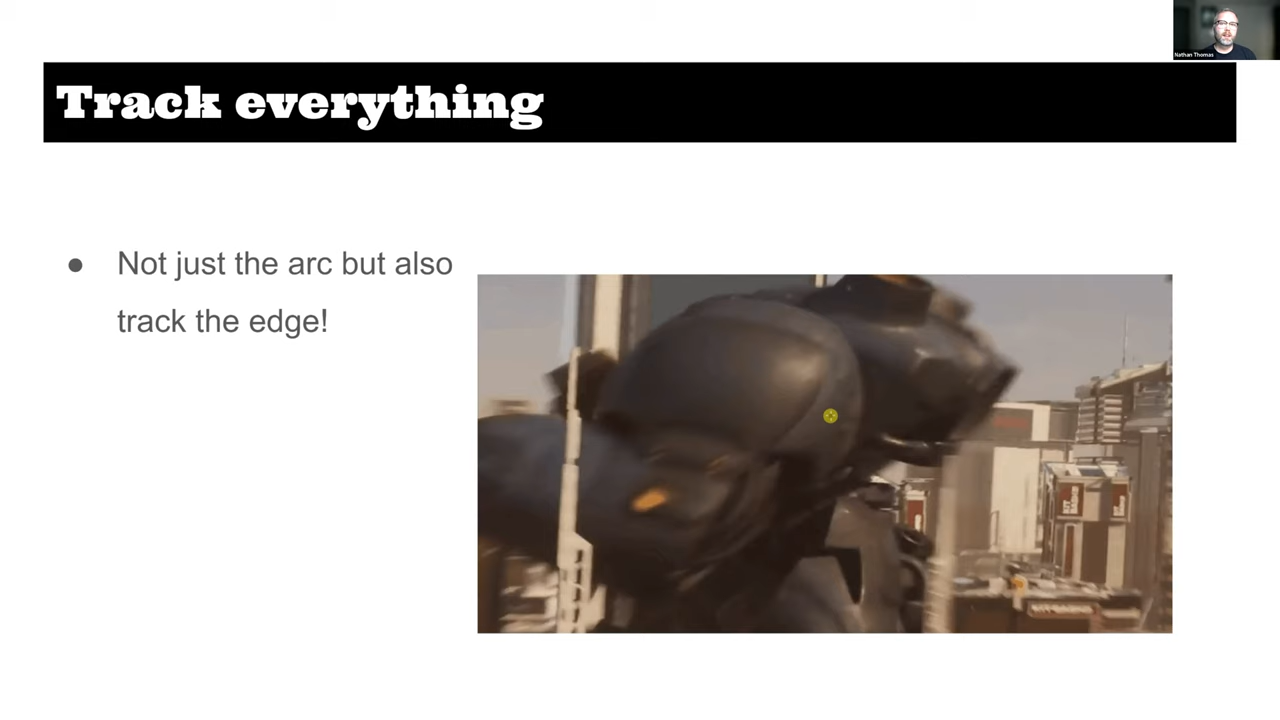 Nathan Thomas
Track everything
● Not just the arc but also
track the edge!